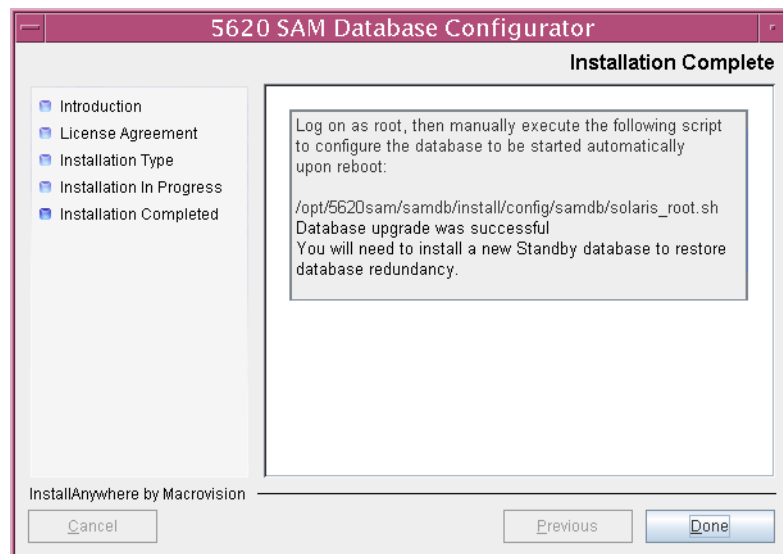 5620 SAM Database Configurator
Installation Complete
Introduction
License Agreement
Installation Type
Installation In Progress
Installation Completed
Log on as root, then manually execute the following script
to configure the database to be started automatically
upon reboot:
/opt/5620sam/samdb/install/config/samdb/solaris_root.sh
Database upgrade was successful
You will need to install a new Standby database to restore
database redundancy.
InstallAnywhere by Macrovision
Cancel
Previous
Done